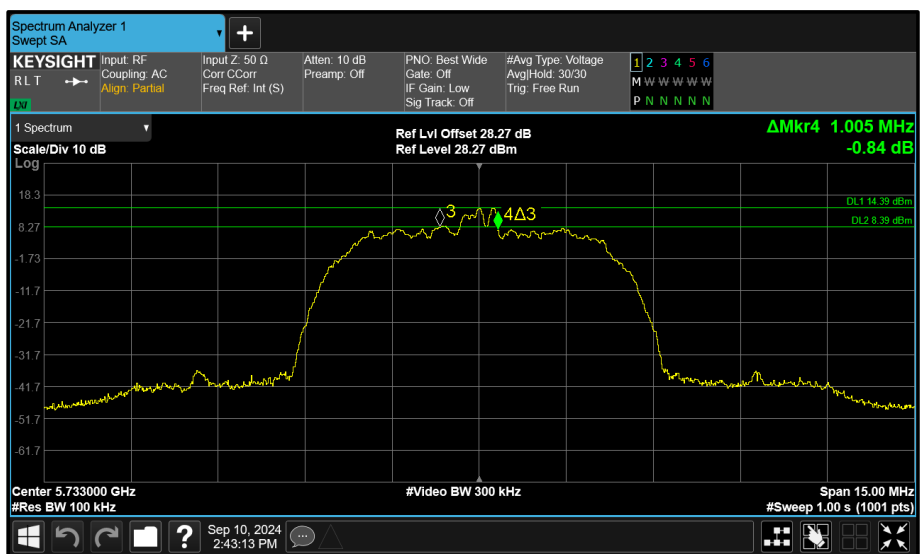 Spectrum Analyzer 1
Swept SA
+
KEYSIGHT
R L T
LXI
Input: RF
Coupling: AC
Align: Partial
Input Z: 50 Ω
Corr CCorr
Freq Ref: Int (S)
Atten: 10 dB
Preamp: Off
PNO: Best Wide
Gate: Off
IF Gain: Low
Sig Track: Off
#Avg Type: Voltage
Avg|Hold: 30/30
Trig: Free Run
1 2 3 4 5 6
M W W W W W
P N N N N N
1 Spectrum
Scale/Div 10 dB
Ref Lvl Offset 28.27 dB
Ref Level 28.27 dBm
ΔMkr4 1.005 MHz
-0.84 dB
Log
18.3
8.27
-1.73
-11.7
-21.7
-31.7
-41.7
-51.7
-61.7
3
4Δ3
DL1 14.39 dBm
DL2 8.39 dBm
Center 5.733000 GHz
#Res BW 100 kHz
#Video BW 300 kHz
Span 15.00 MHz
#Sweep 1.00 s (1001 pts)
?
Sep 10, 2024
2:43:13 PM